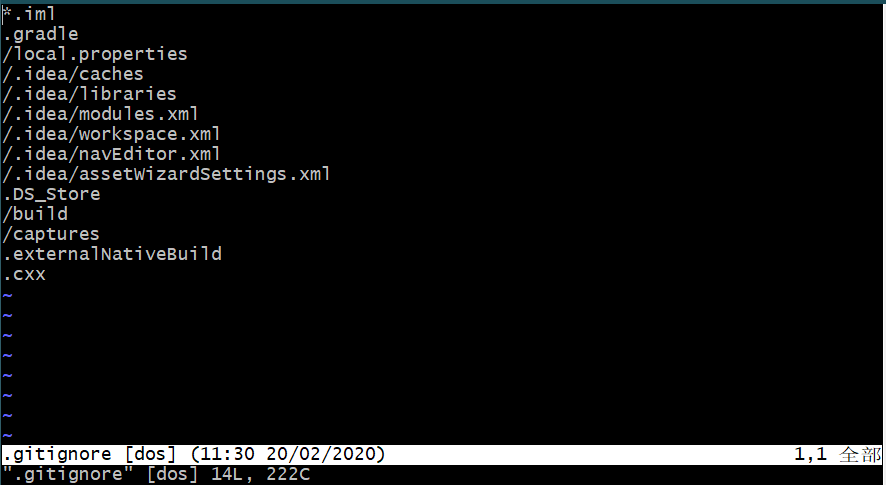 *.iml
.gradle
/local.properties
/.idea/caches
/.idea/libraries
/.idea/modules.xml
/.idea/workspace.xml
/.idea/navEditor.xml
/.idea/assetWizardSettings.xml
.DS_Store
/build
/captures
.externalNativeBuild
.cxx
~
~
~
~
~
~
~
~
.gitignore [dos] (11:30 20/02/2020) 1,1 全部
".gitignore" [dos] 14L, 222C